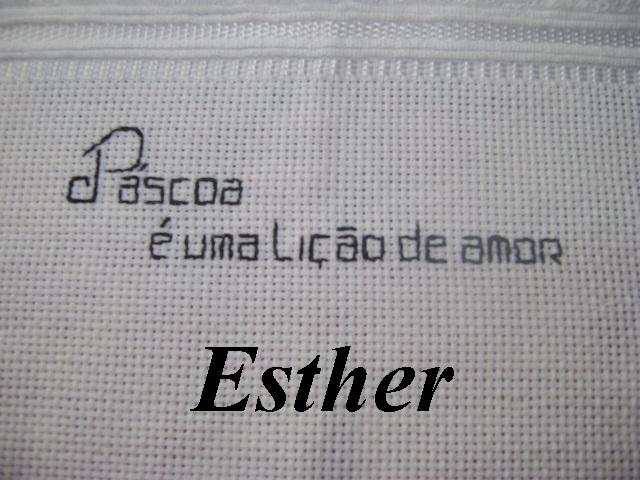 Páscoa
é uma Lição de amor
Esther